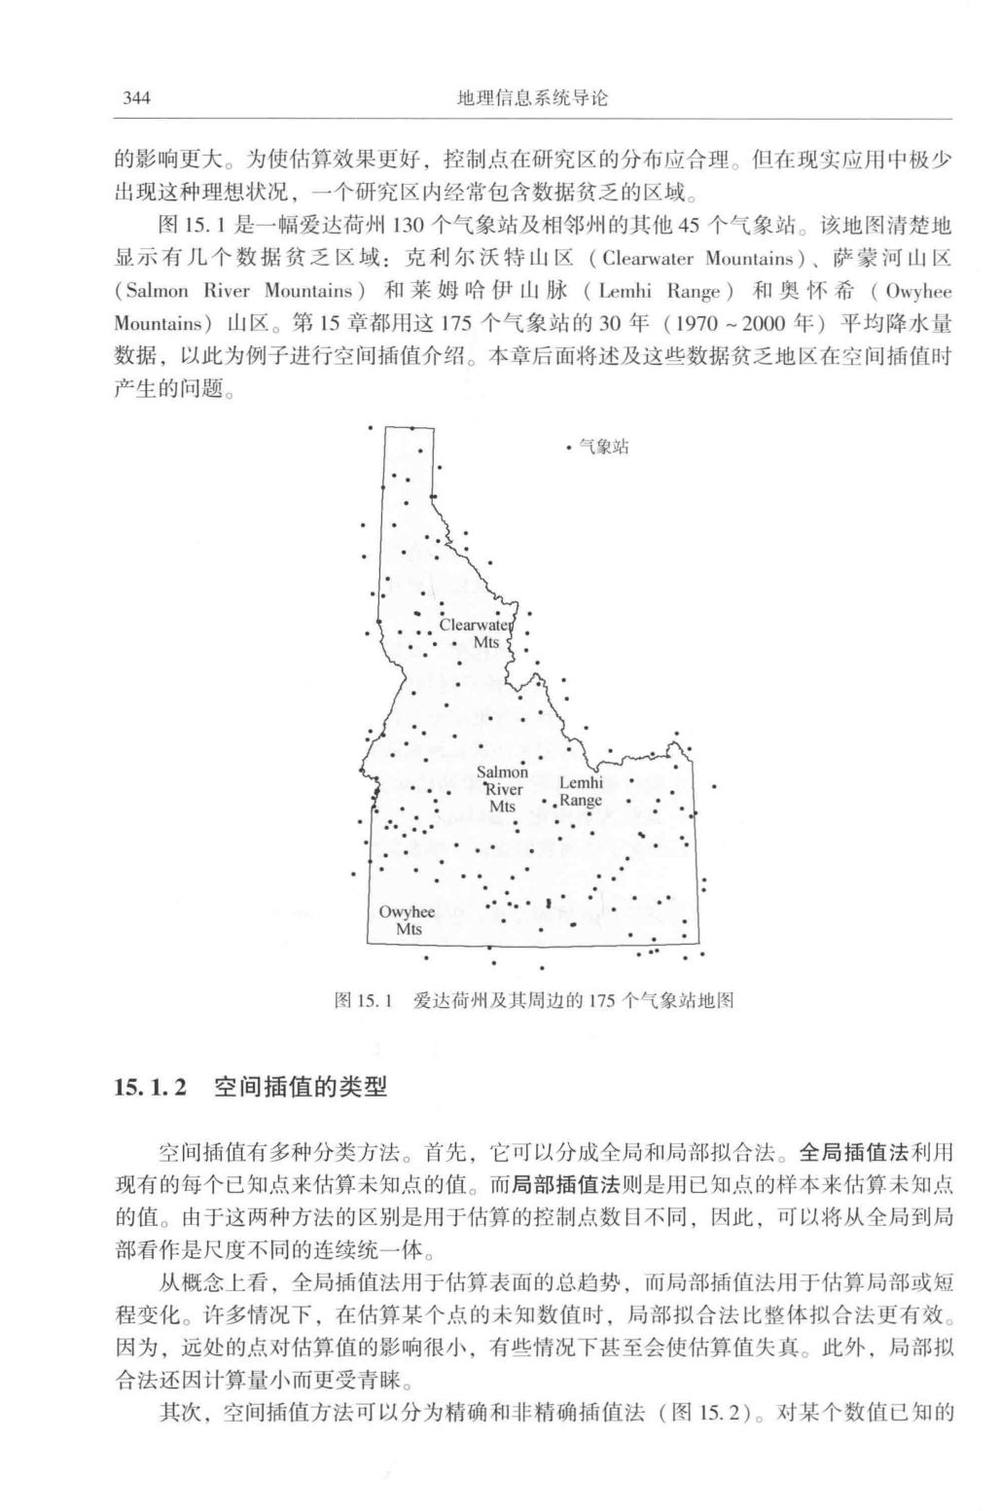 344
地理信息系统导论
的影响更大。为使估算效果更好，控制点在研究区的分布应合理。但在现实应用中极少
出现这种理想状况，一个研究区内经常包含数据贫乏的区域。
图 15. 1 是一幅爱达荷州 130 个气象站及相邻州的其他 45 个气象站。该地图清楚地
显示有几个数据贫乏区域：克利尔沃特山区（Clearwater Mountains）、萨蒙河山区
（Salmon River Mountains）和莱姆哈伊山脉（Lemhi Range）和奥怀希（Owyhee
Mountains）山区。第 15 章都用这 175 个气象站的 30 年（1970 ~ 2000 年）平均降水量
数据，以此为例子进行空间插值介绍。本章后面将述及这些数据贫乏地区在空间插值时
产生的问题。
· 气象站
Clearwater
Mts
Salmon
River
Mts
Lemhi
Range
Owyhee
Mts
图 15. 1 爱达荷州及其周边的 175 个气象站地图
15. 1. 2 空间插值的类型
空间插值有多种分类方法。首先，它可以分成全局和局部拟合法。全局插值法利用
现有的每个已知点来估算未知点的值。而局部插值法则是用已知点的样本来估算未知点
的值。由于这两种方法的区别是用于估算的控制点数目不同，因此，可以将从全局到局
部看作是尺度不同的连续统一体。
从概念上看，全局插值法用于估算表面的总趋势，而局部插值法用于估算局部或短
程变化。许多情况下，在估算某个点的未知数值时，局部拟合法比整体拟合法更有效。
因为，远处的点对估算值的影响很小，有些情况下甚至会使估算值失真。此外，局部拟
合法还因计算量小而更受青睐。
其次，空间插值方法可以分为精确和非精确插值法（图 15. 2）。对某个数值已知的